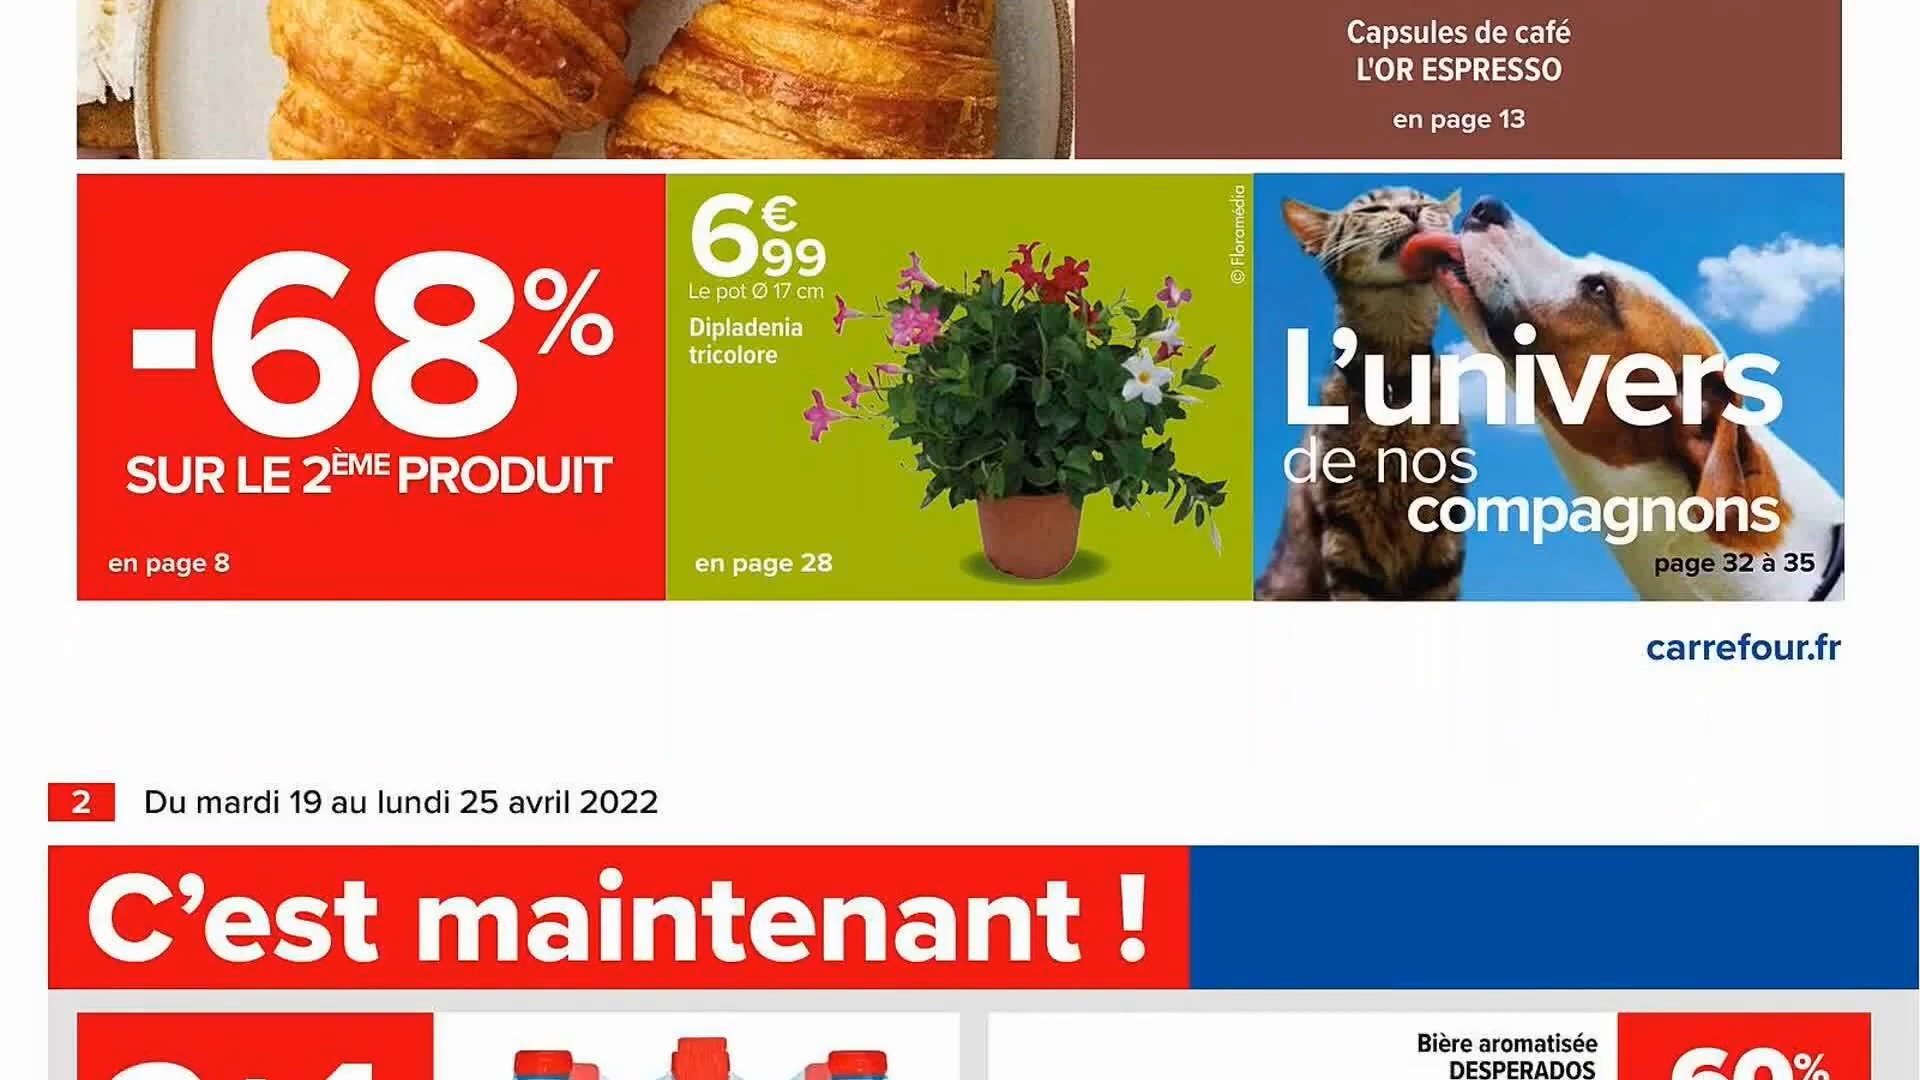 Capsules de café
L'OR ESPRESSO
en page 13
-68%
SUR LE 2ÈME PRODUIT
en page 8
6€99
Le pot Ø 17 cm
Dipladenia
tricolore
en page 28
© Floramédia
L’univers
de nos
compagnons
page 32 à 35
carrefour.fr
2 Du mardi 19 au lundi 25 avril 2022
C’est maintenant !
Bière aromatisée
DESPERADOS